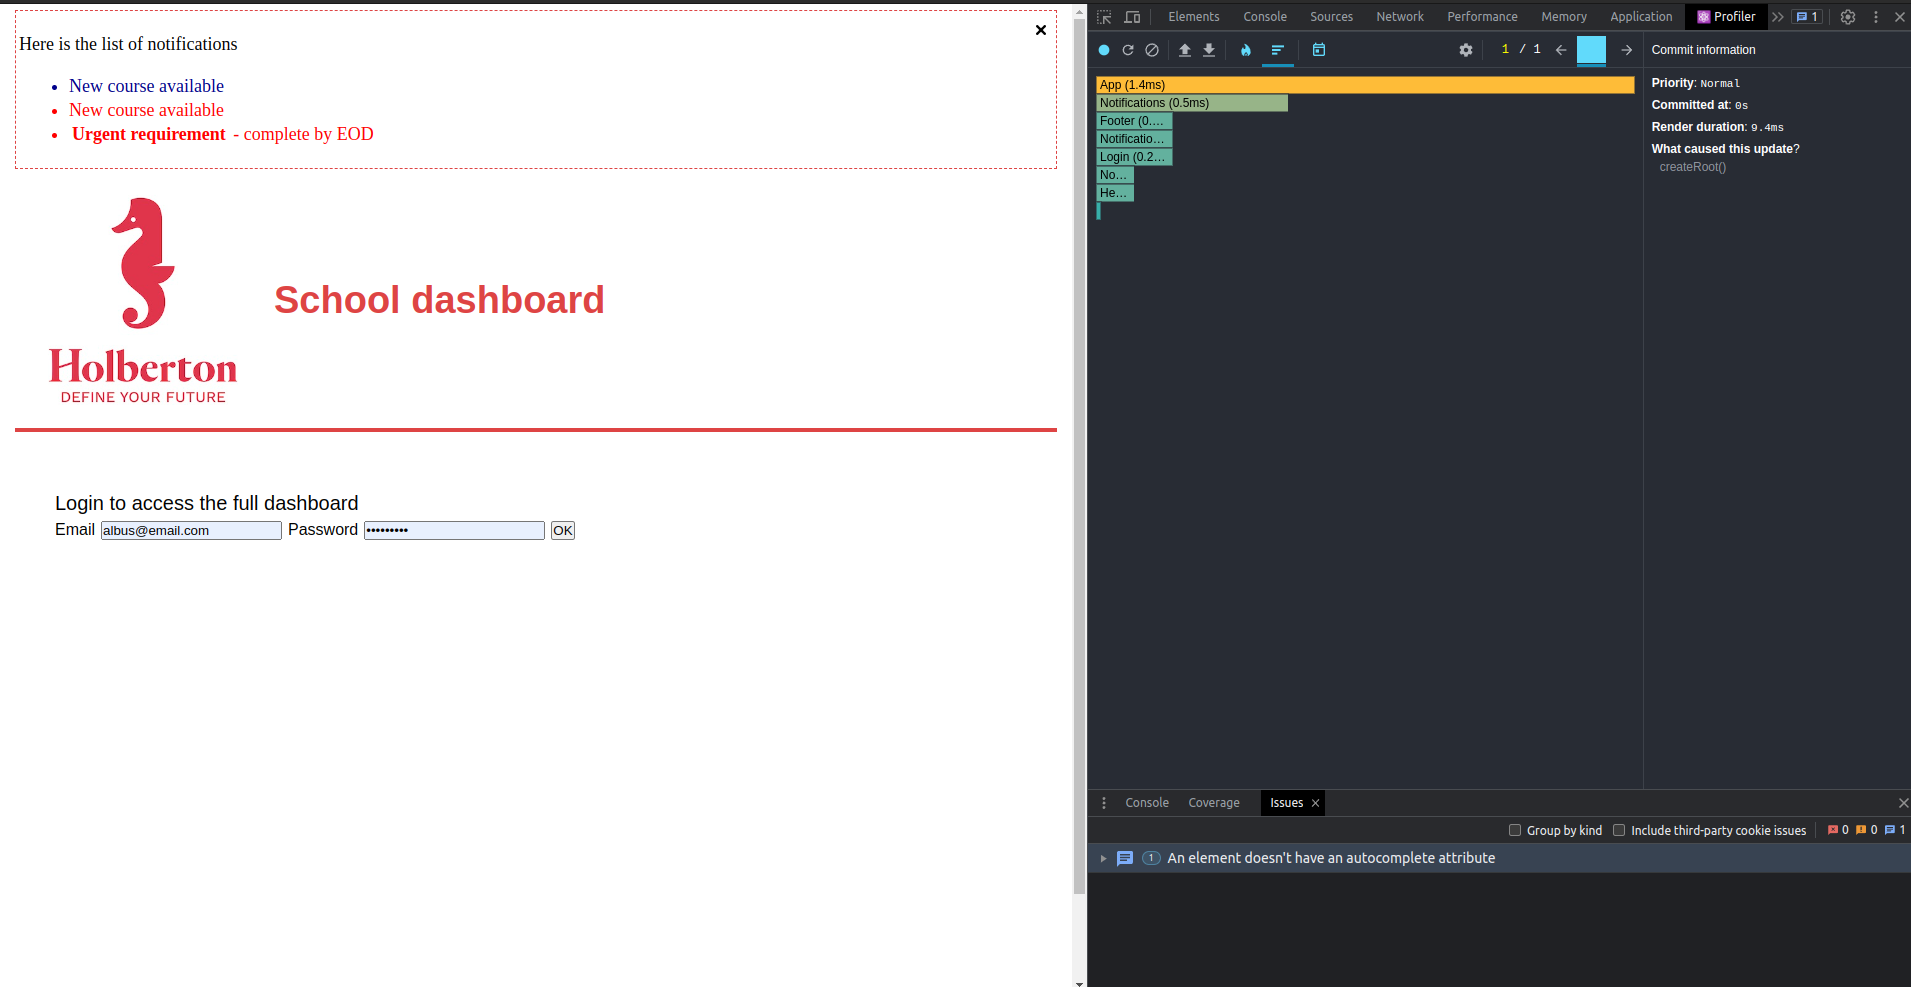 Here is the list of notifications
New course available
New course available
Urgent requirement - complete by EOD
Holberton
DEFINE YOUR FUTURE
School dashboard
Login to access the full dashboard
Email albus@email.com Password ••••••••• OK
Elements Console Sources Network Performance Memory Application Profiler 1
1 / 1
Commit information
App (1.4ms)
Notifications (0.5ms)
Footer (0....
Notificatio...
Login (0.2...
No...
He...
Priority: Normal
Committed at: 0s
Render duration: 9.4ms
What caused this update?
createRoot()
Console Coverage Issues
Group by kind Include third-party cookie issues 0 0 1
1 An element doesn't have an autocomplete attribute